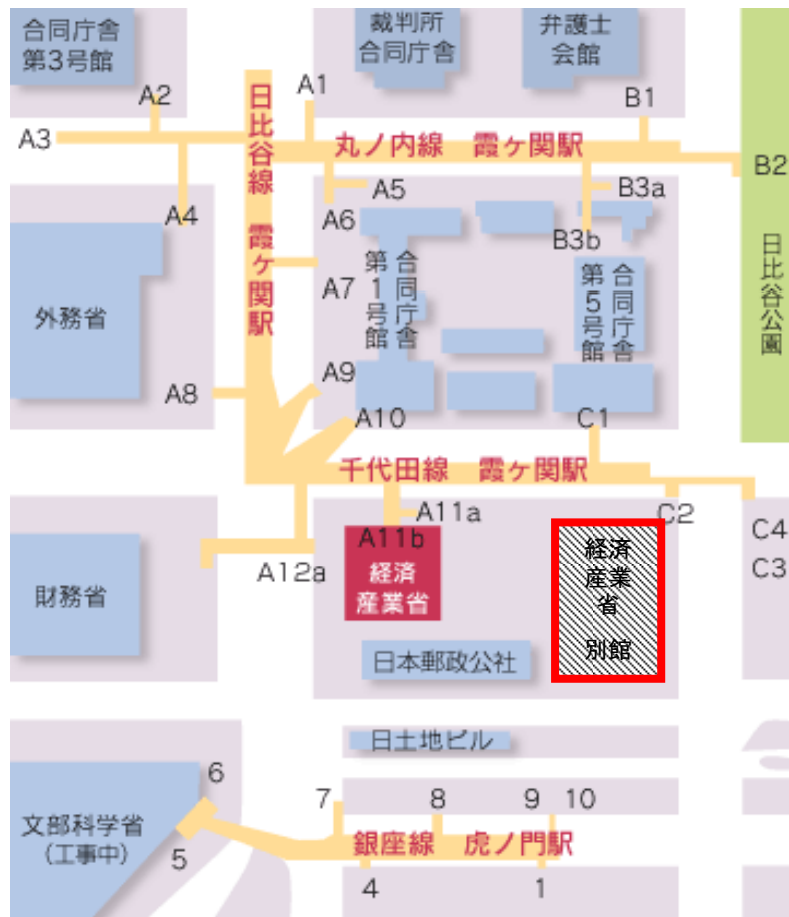 合同庁舎
第3号館
裁判所
合同庁舎
弁護士
会館
A1
A2
A3
B1
日比谷線 霞ヶ関駅
丸ノ内線 霞ヶ関駅
B2
A4
A5
A6
B3a
B3b
A7
合同庁舎
第1号館
合同庁舎
第5号館
日比谷公園
外務省
A8
A9
A10
C1
千代田線 霞ヶ関駅
A11a
A11b
C2
C4
C3
A12a
経済
産業省
経済
産業
省
別館
財務省
日本郵政公社
日土地ビル
6
7
8
9
10
文部科学省
(工事中)
5
銀座線 虎ノ門駅
4
1